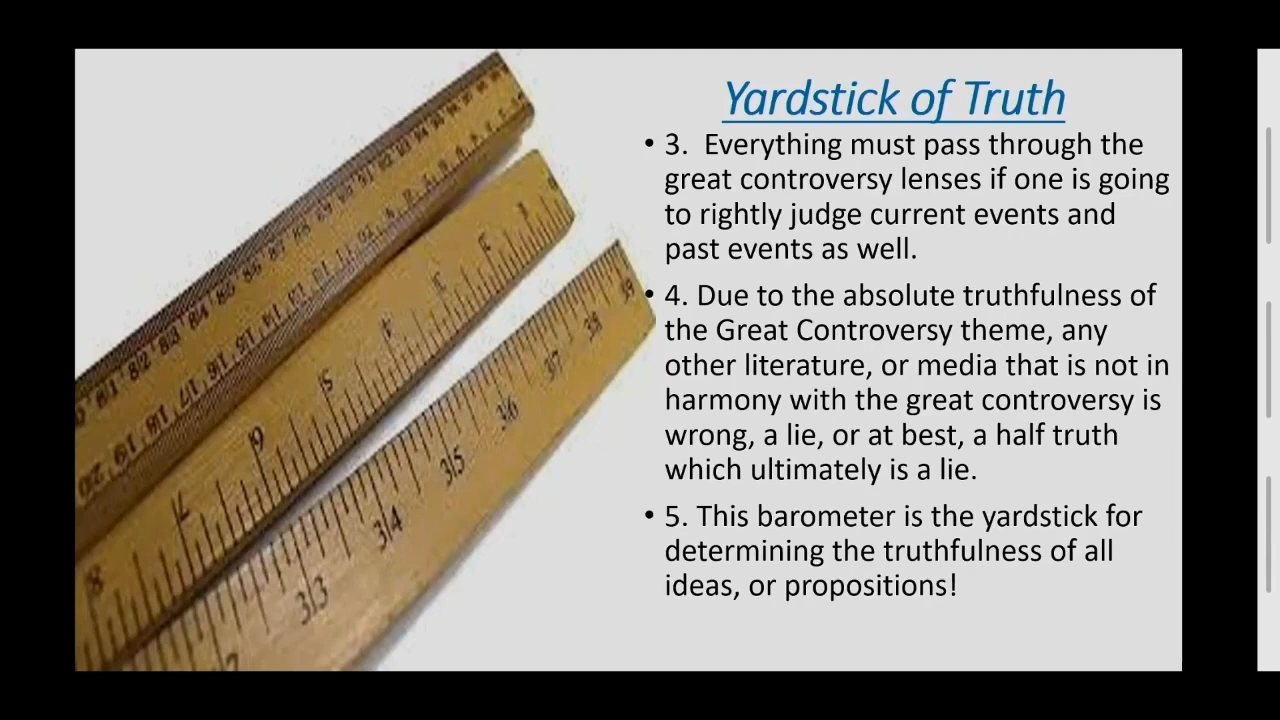 Yardstick of Truth
• 3.  Everything must pass through the
great controversy lenses if one is going
to rightly judge current events and
past events as well.
• 4. Due to the absolute truthfulness of
the Great Controversy theme, any
other literature, or media that is not in
harmony with the great controversy is
wrong, a lie, or at best, a half truth
which ultimately is a lie.
• 5. This barometer is the yardstick for
determining the truthfulness of all
ideas, or propositions!